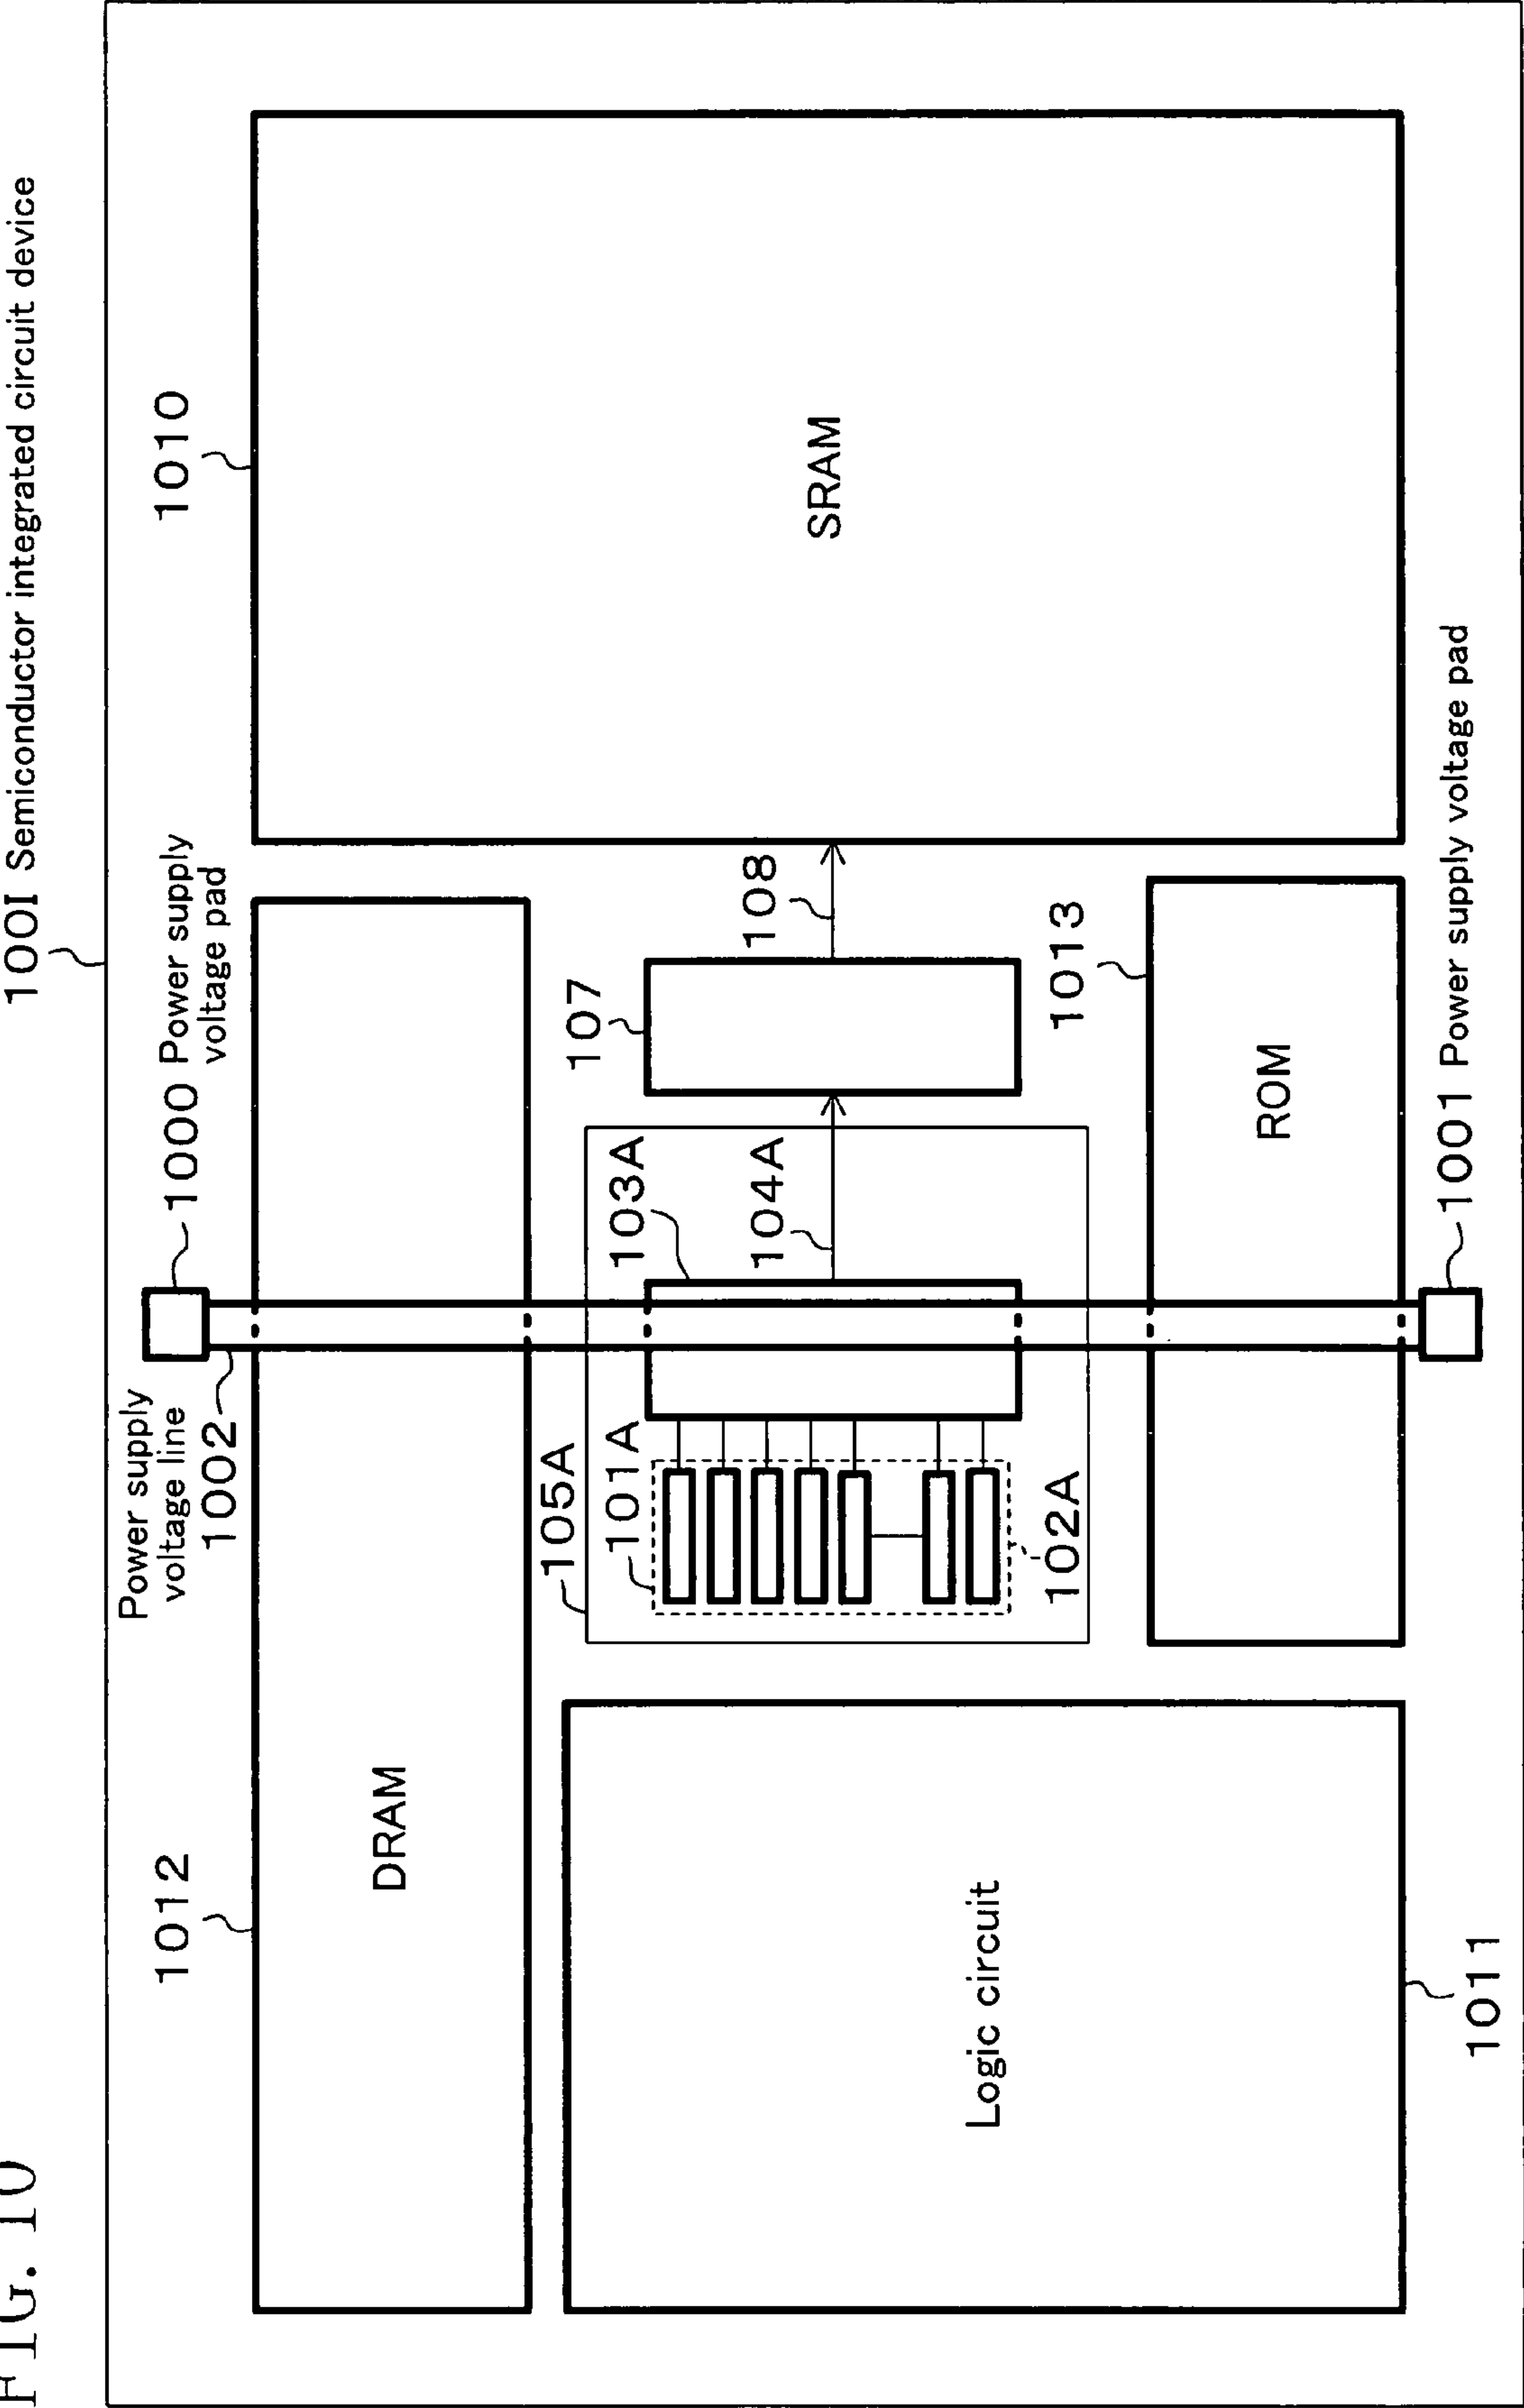 FIG. 10
100I Semiconductor integrated circuit device
1000 Power supply
voltage pad
Power supply
voltage line
1002
1012
1010
DRAM
SRAM
105A
101A
103A
107
104A
108
102A
1013
Logic circuit
ROM
1011
1001 Power supply voltage pad